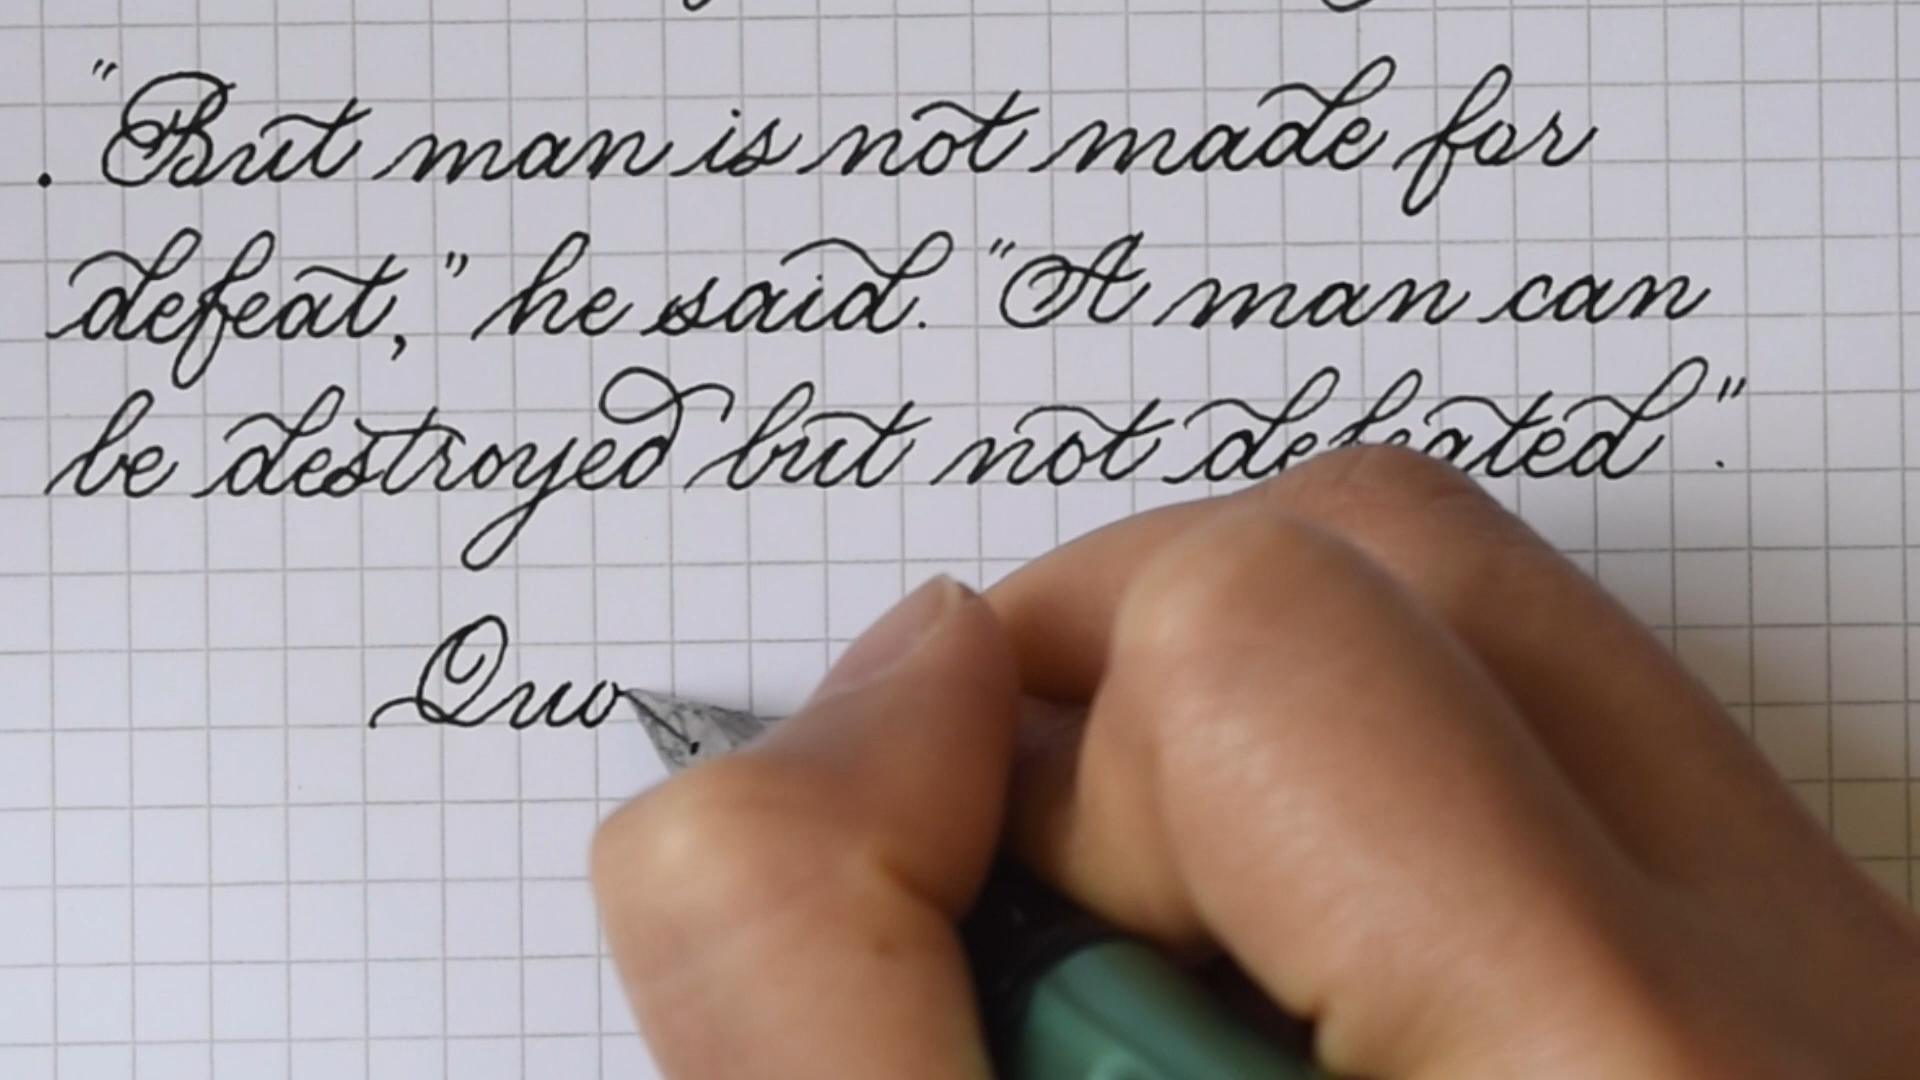 . "But man is not made for
defeat," he said. "A man can
be destroyed but not defeated."
Quo